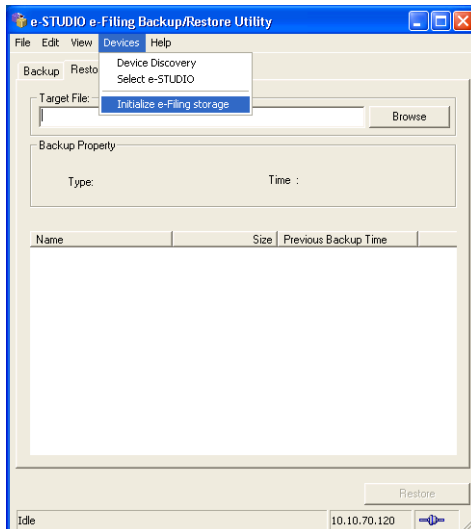 e-STUDIO e-Filing Backup/Restore Utility
File Edit View Devices Help
Device Discovery
Select e-STUDIO
Initialize e-Filing storage
Backup Resto
Target File:
Browse
Backup Property
Type: Time :
Name Size Previous Backup Time
Restore
Idle 10.10.70.120